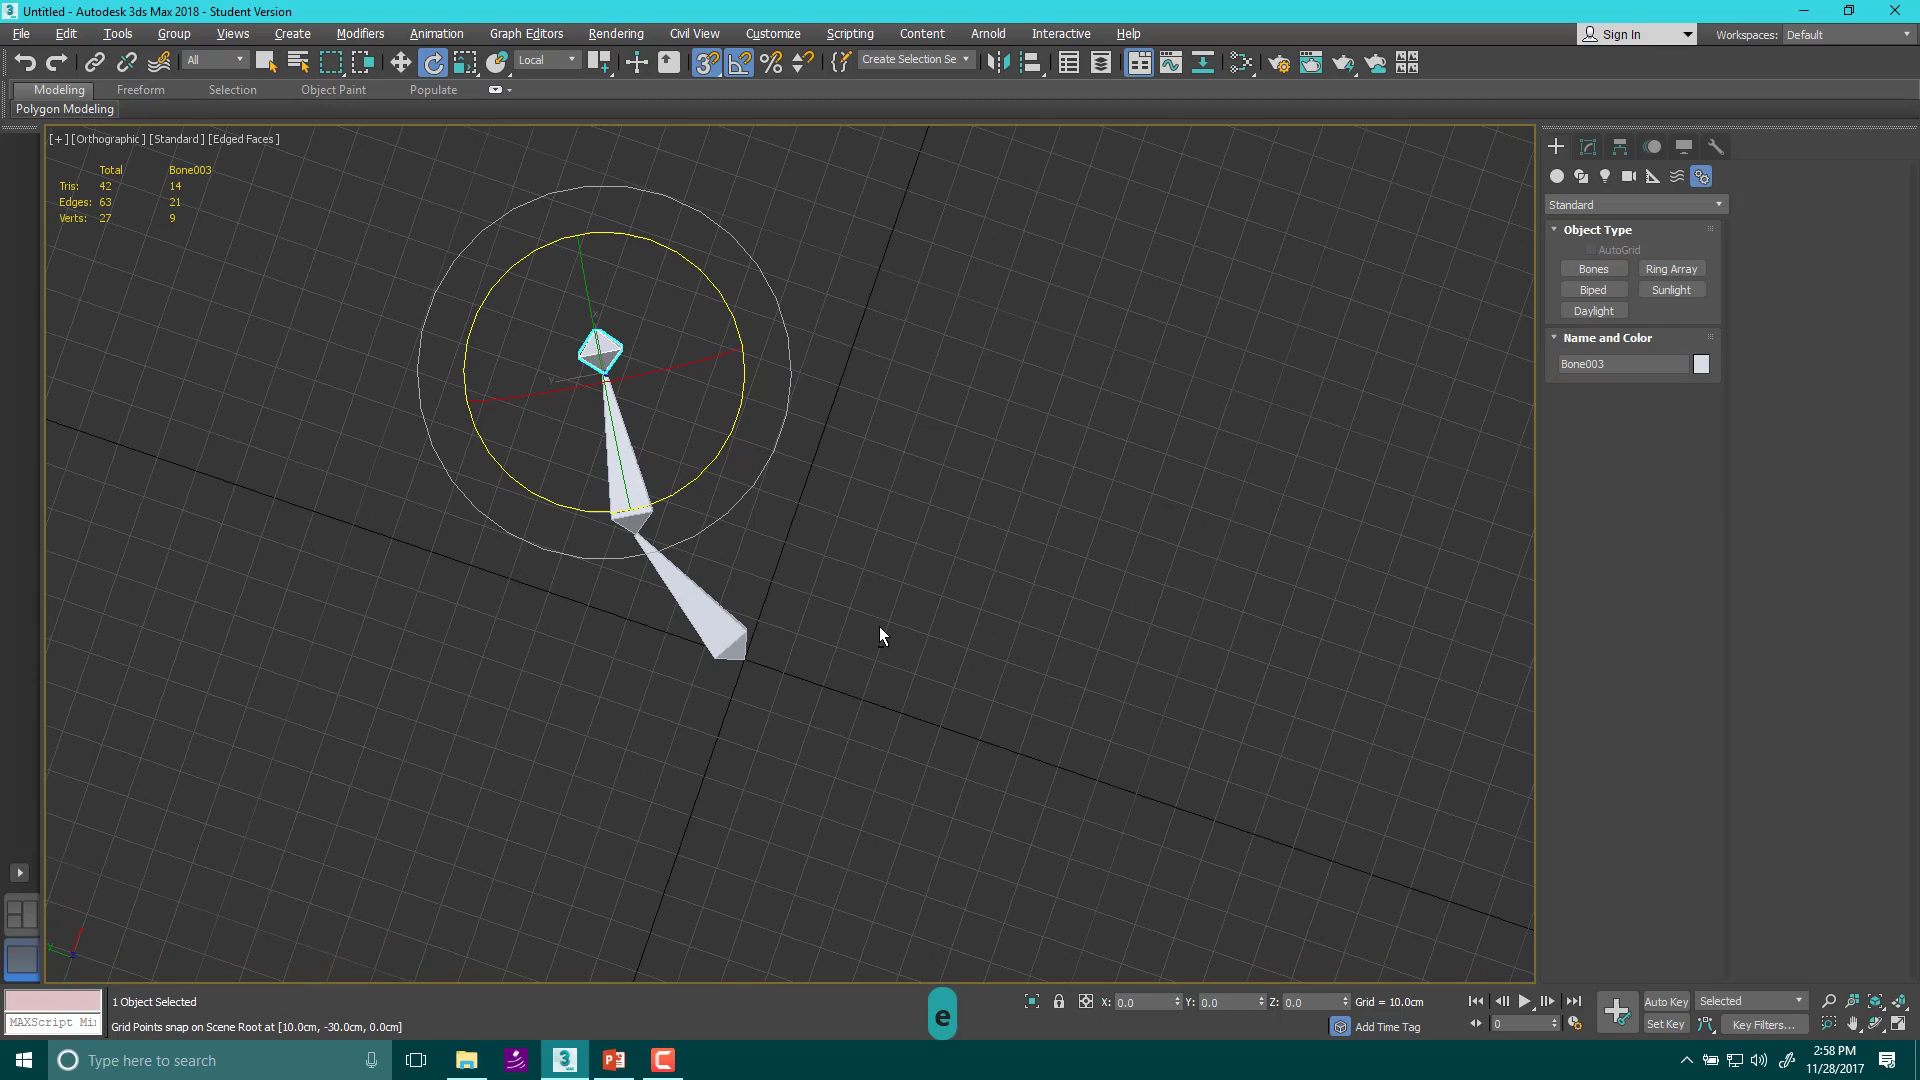 Untitled - Autodesk 3ds Max 2018 - Student Version
File Edit Tools Group Views Create Modifiers Animation Graph Editors Rendering Civil View Customize Scripting Content Arnold Interactive Help
Sign In
Workspaces: Default
All
Local
Create Selection Se
Modeling Freeform Selection Object Paint Populate
Polygon Modeling
[+] [Orthographic] [Standard] [Edged Faces]
Total Bone003
Tris: 42 14
Edges: 63 21
Verts: 27 9
x
y
Standard
Object Type
AutoGrid
Bones Ring Array
Biped Sunlight
Daylight
Name and Color
Bone003
1 Object Selected
MAXScript Mi
Grid Points snap on Scene Root at [10.0cm, -30.0cm, 0.0cm]
e
X: 0.0 Y: 0.0 Z: 0.0 Grid = 10.0cm
Add Time Tag
0
Auto Key Selected
Set Key Key Filters...
Type here to search
2:58 PM
11/28/2017